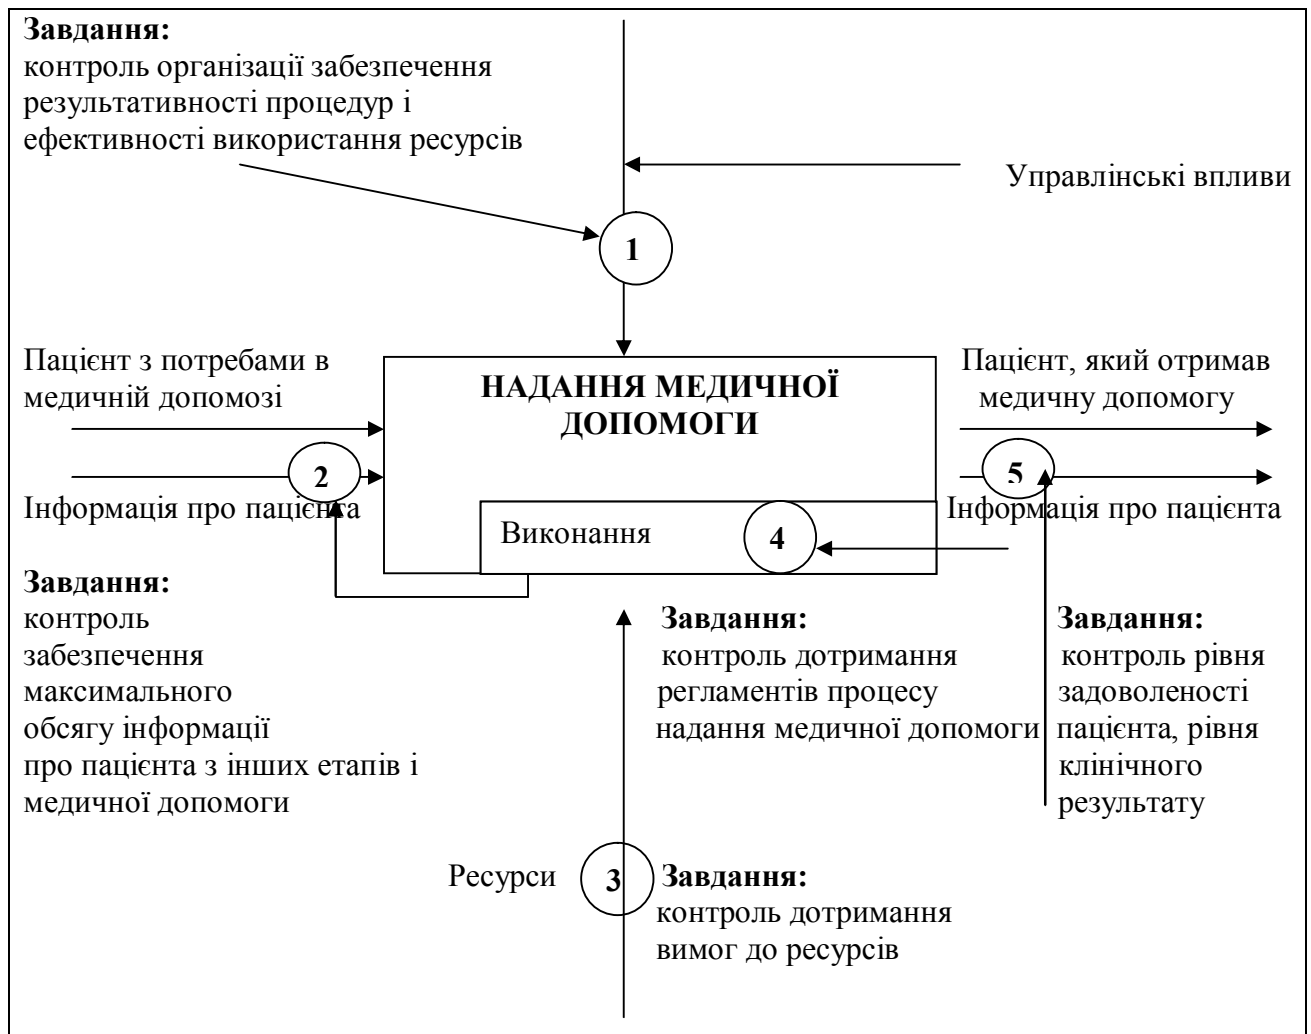 Завдання:
контроль організації забезпечення
результативності процедур і
ефективності використання ресурсів
Управлінські впливи
1
Пацієнт з потребами в
медичній допомозі
НАДАННЯ МЕДИЧНОЇ
ДОПОМОГИ
Пацієнт, який отримав
медичну допомогу
2
5
Інформація про пацієнта
Виконання
4
Інформація про пацієнта
Завдання:
контроль
забезпечення
максимального
обсягу інформації
про пацієнта з інших етапів і
медичної допомоги
Завдання:
контроль дотримання
регламентів процесу
надання медичної допомоги
Завдання:
контроль рівня
задоволеності
пацієнта, рівня
клінічного
результату
Ресурси
3
Завдання:
контроль дотримання
вимог до ресурсів